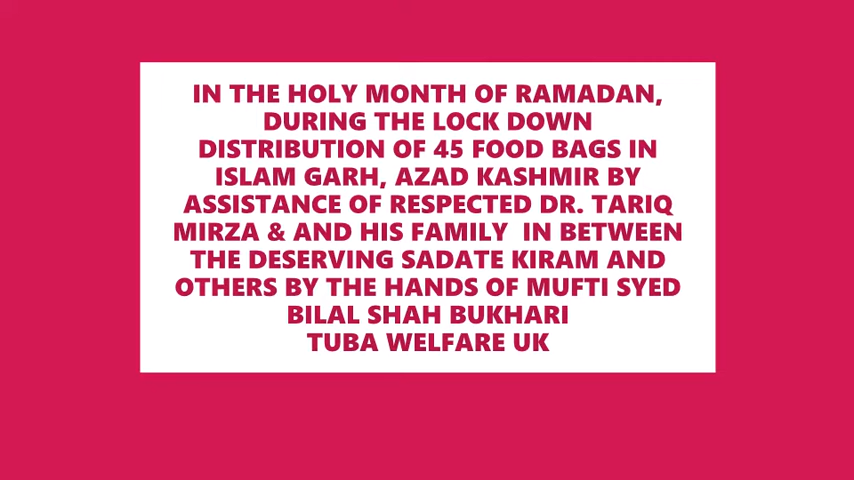 IN THE HOLY MONTH OF RAMADAN,
DURING THE LOCK DOWN
DISTRIBUTION OF 45 FOOD BAGS IN
ISLAM GARH, AZAD KASHMIR BY
ASSISTANCE OF RESPECTED DR. TARIQ
MIRZA & AND HIS FAMILY  IN BETWEEN
THE DESERVING SADATE KIRAM AND
OTHERS BY THE HANDS OF MUFTI SYED
BILAL SHAH BUKHARI
TUBA WELFARE UK